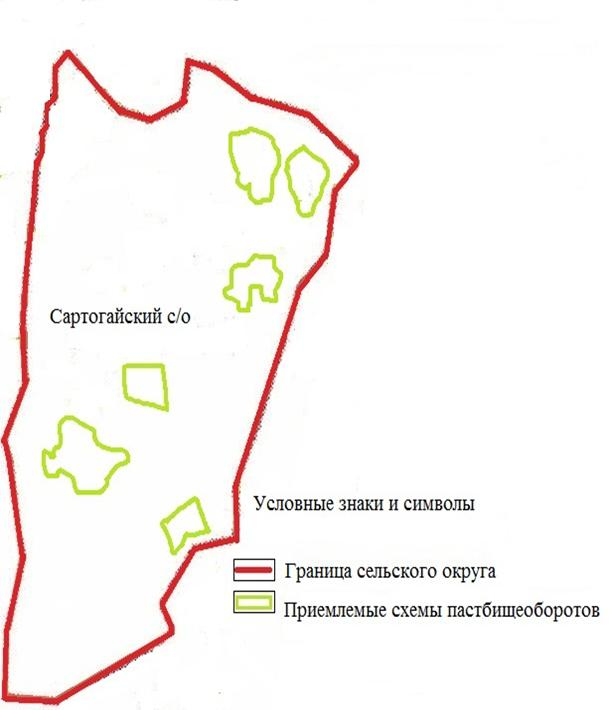 Сартогайский с/о
Условные знаки и символы
Граница сельского округа
Приемлемые схемы пастбищеоборотов